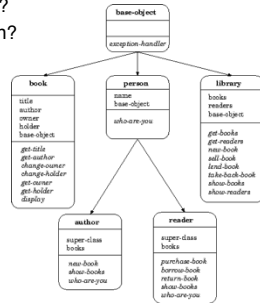 ?
n?
base-object
exception-handler
book
title
author
owner
holder
base-object
get-title
get-author
change-owner
change-holder
get-owner
get-holder
display
person
name
base-object
who-are-you
library
books
readers
base-object
get-books
get-readers
new-book
sell-book
lend-book
take-back-book
show-books
show-readers
author
super-class
books
new-book
show-books
who-are-you
reader
super-class
books
purchase-book
borrow-book
return-book
show-books
who-are-you